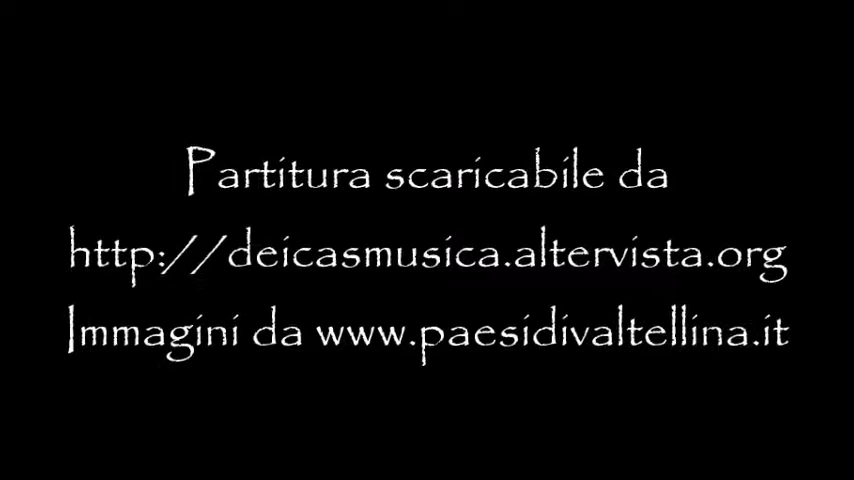 Partitura scaricabile da
http://deicasmusica.altervista.org
Immagini da www.paesidivaltellina.it